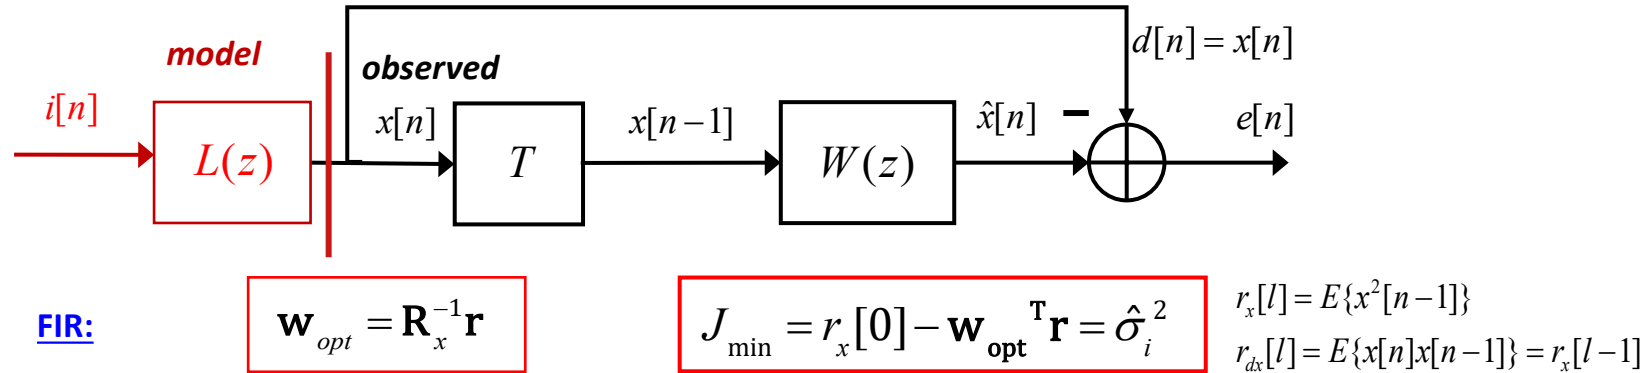 model
observed
d[n] = x[n]
i[n]
L(z)
x[n]
T
x[n−1]
W(z)
x̂[n]
−
e[n]
FIR:
w_opt = R_x^{-1} r
J_min = r_x[0] − w_opt^T r = σ̂_i^2
r_x[l] = E{x^2[n−1]}
r_dx[l] = E{x[n]x[n−1]} = r_x[l−1]